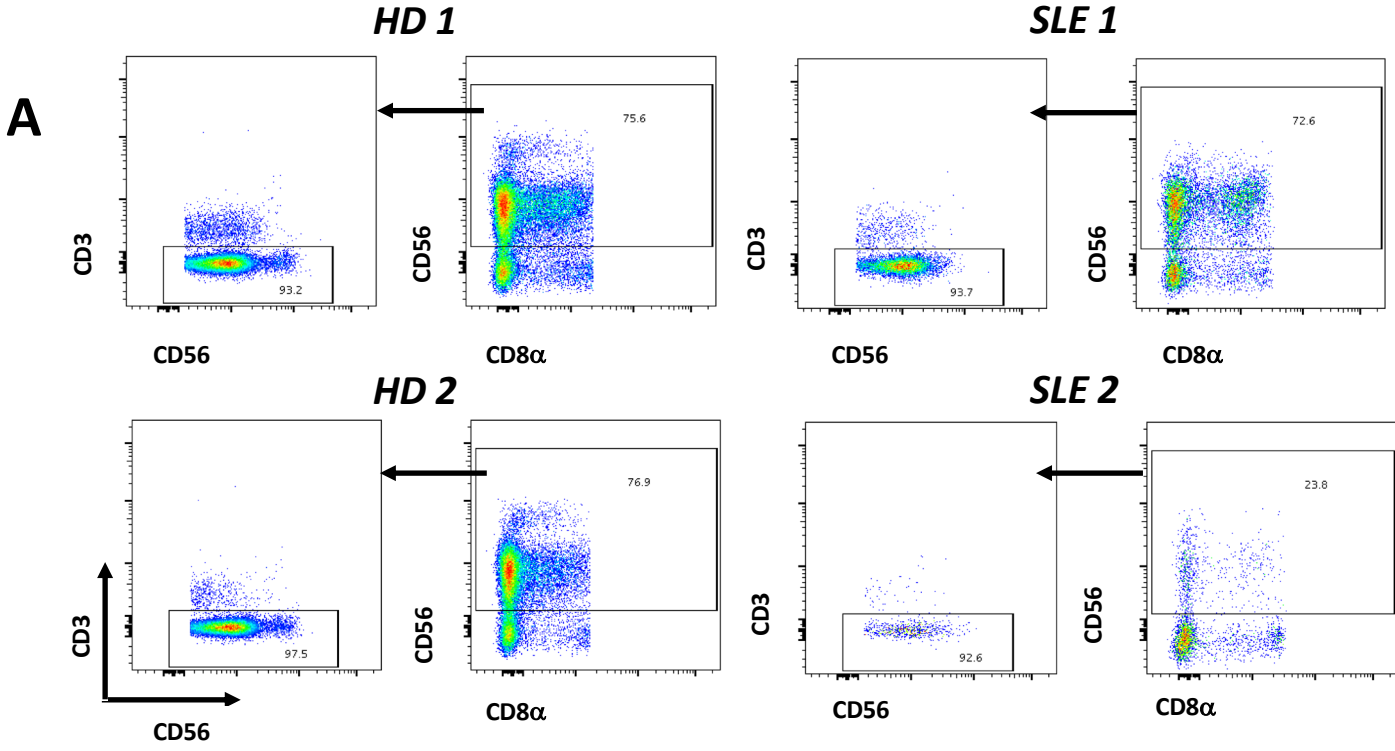 A
HD 1
SLE 1
CD3
93.2
CD56
CD56
75.6
CD8α
CD3
93.7
CD56
CD56
72.6
CD8α
HD 2
SLE 2
CD3
97.5
CD56
CD56
76.9
CD8α
CD3
92.6
CD56
CD56
23.8
CD8α